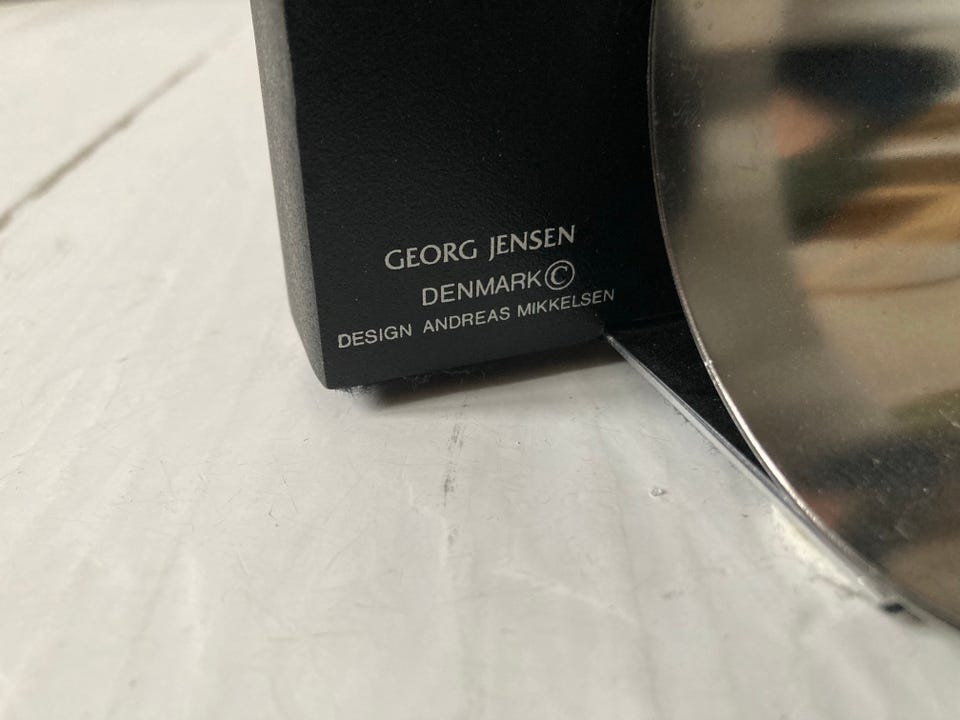 GEORG JENSEN
DENMARK ©
DESIGN ANDREAS MIKKELSEN